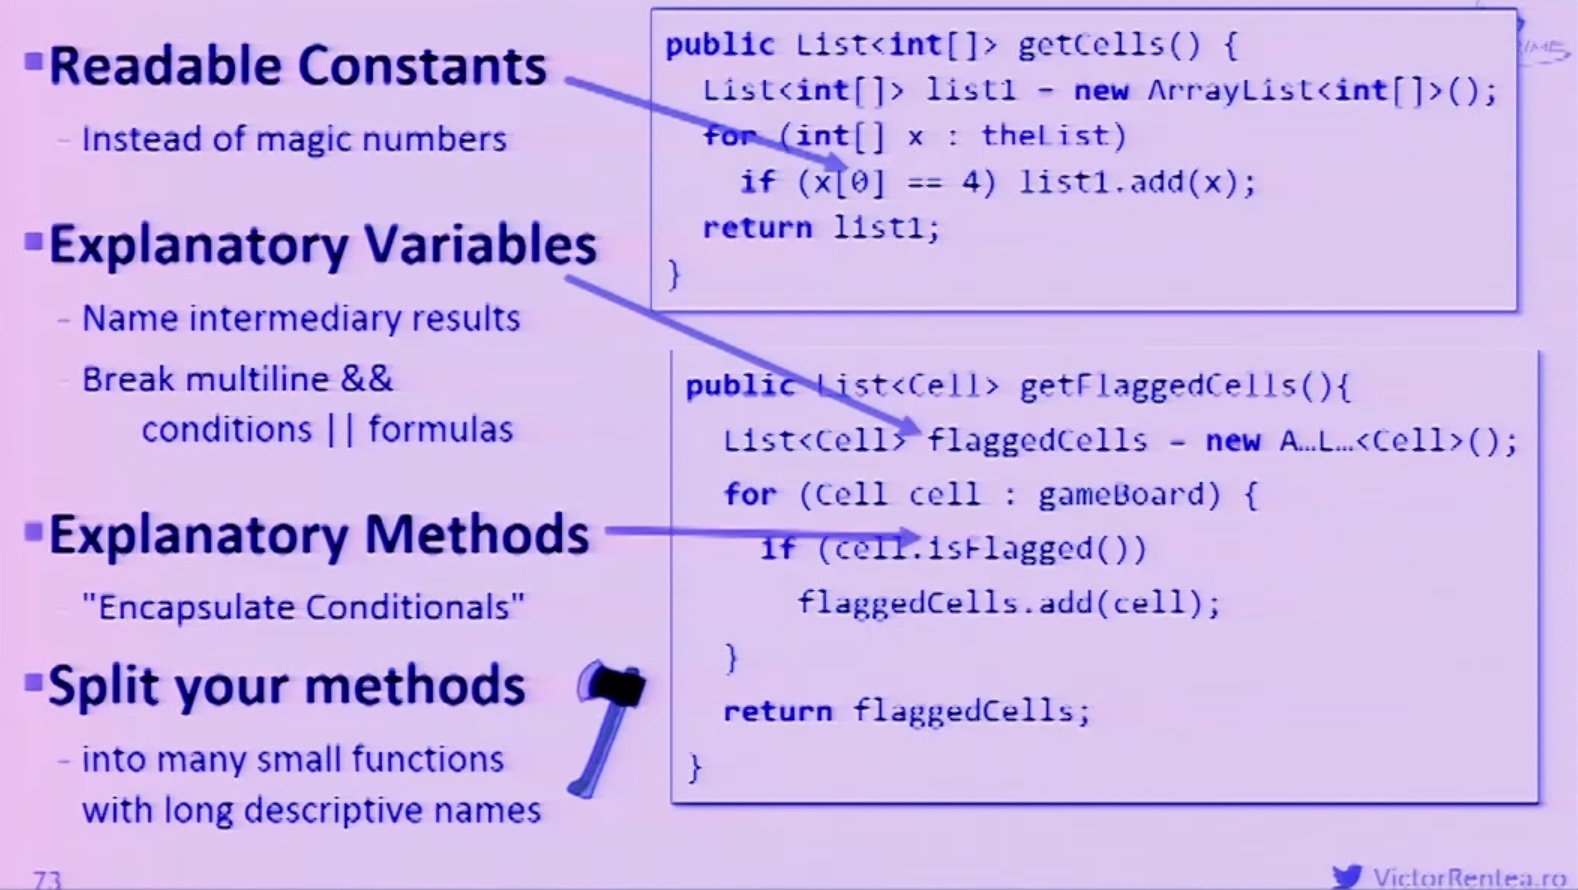 Readable Constants
- Instead of magic numbers
Explanatory Variables
- Name intermediary results
- Break multiline &&
conditions || formulas
Explanatory Methods
- "Encapsulate Conditionals"
Split your methods
- into many small functions
with long descriptive names
73
public List<int[]> getCells() {
List<int[]> list1 = new ArrayList<int[]>();
for (int[] x : theList)
if (x[0] == 4) list1.add(x);
return list1;
}
public List<Cell> getFlaggedCells(){
List<Cell> flaggedCells = new A…L…<Cell>();
for (Cell cell : gameBoard) {
if (cell.isFlagged())
flaggedCells.add(cell);
}
return flaggedCells;
}
VictorRentea.ro